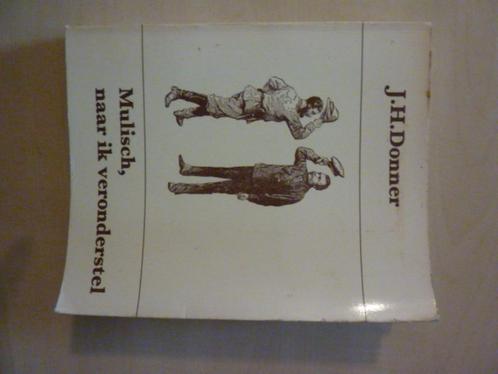 J.H.Donner
Mulisch,
naar ik veronderstel